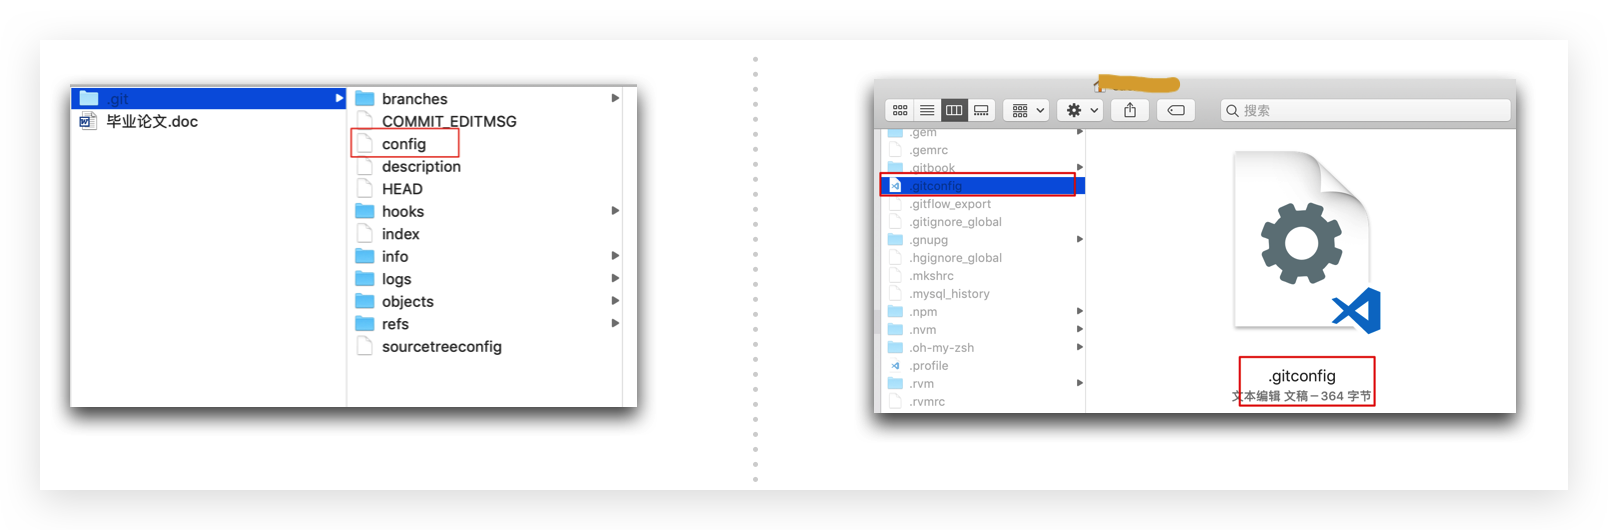 .git
毕业论文.doc
branches
COMMIT_EDITMSG
config
description
HEAD
hooks
index
info
logs
objects
refs
sourcetreeconfig
搜索
.gem
.gemrc
.gitbook
.gitconfig
.gitflow_export
.gitignore_global
.gnupg
.hgignore_global
.mkshrc
.mysql_history
.npm
.nvm
.oh-my-zsh
.profile
.rvm
.rvmrc
.gitconfig
文本编辑 文稿 – 364 字节